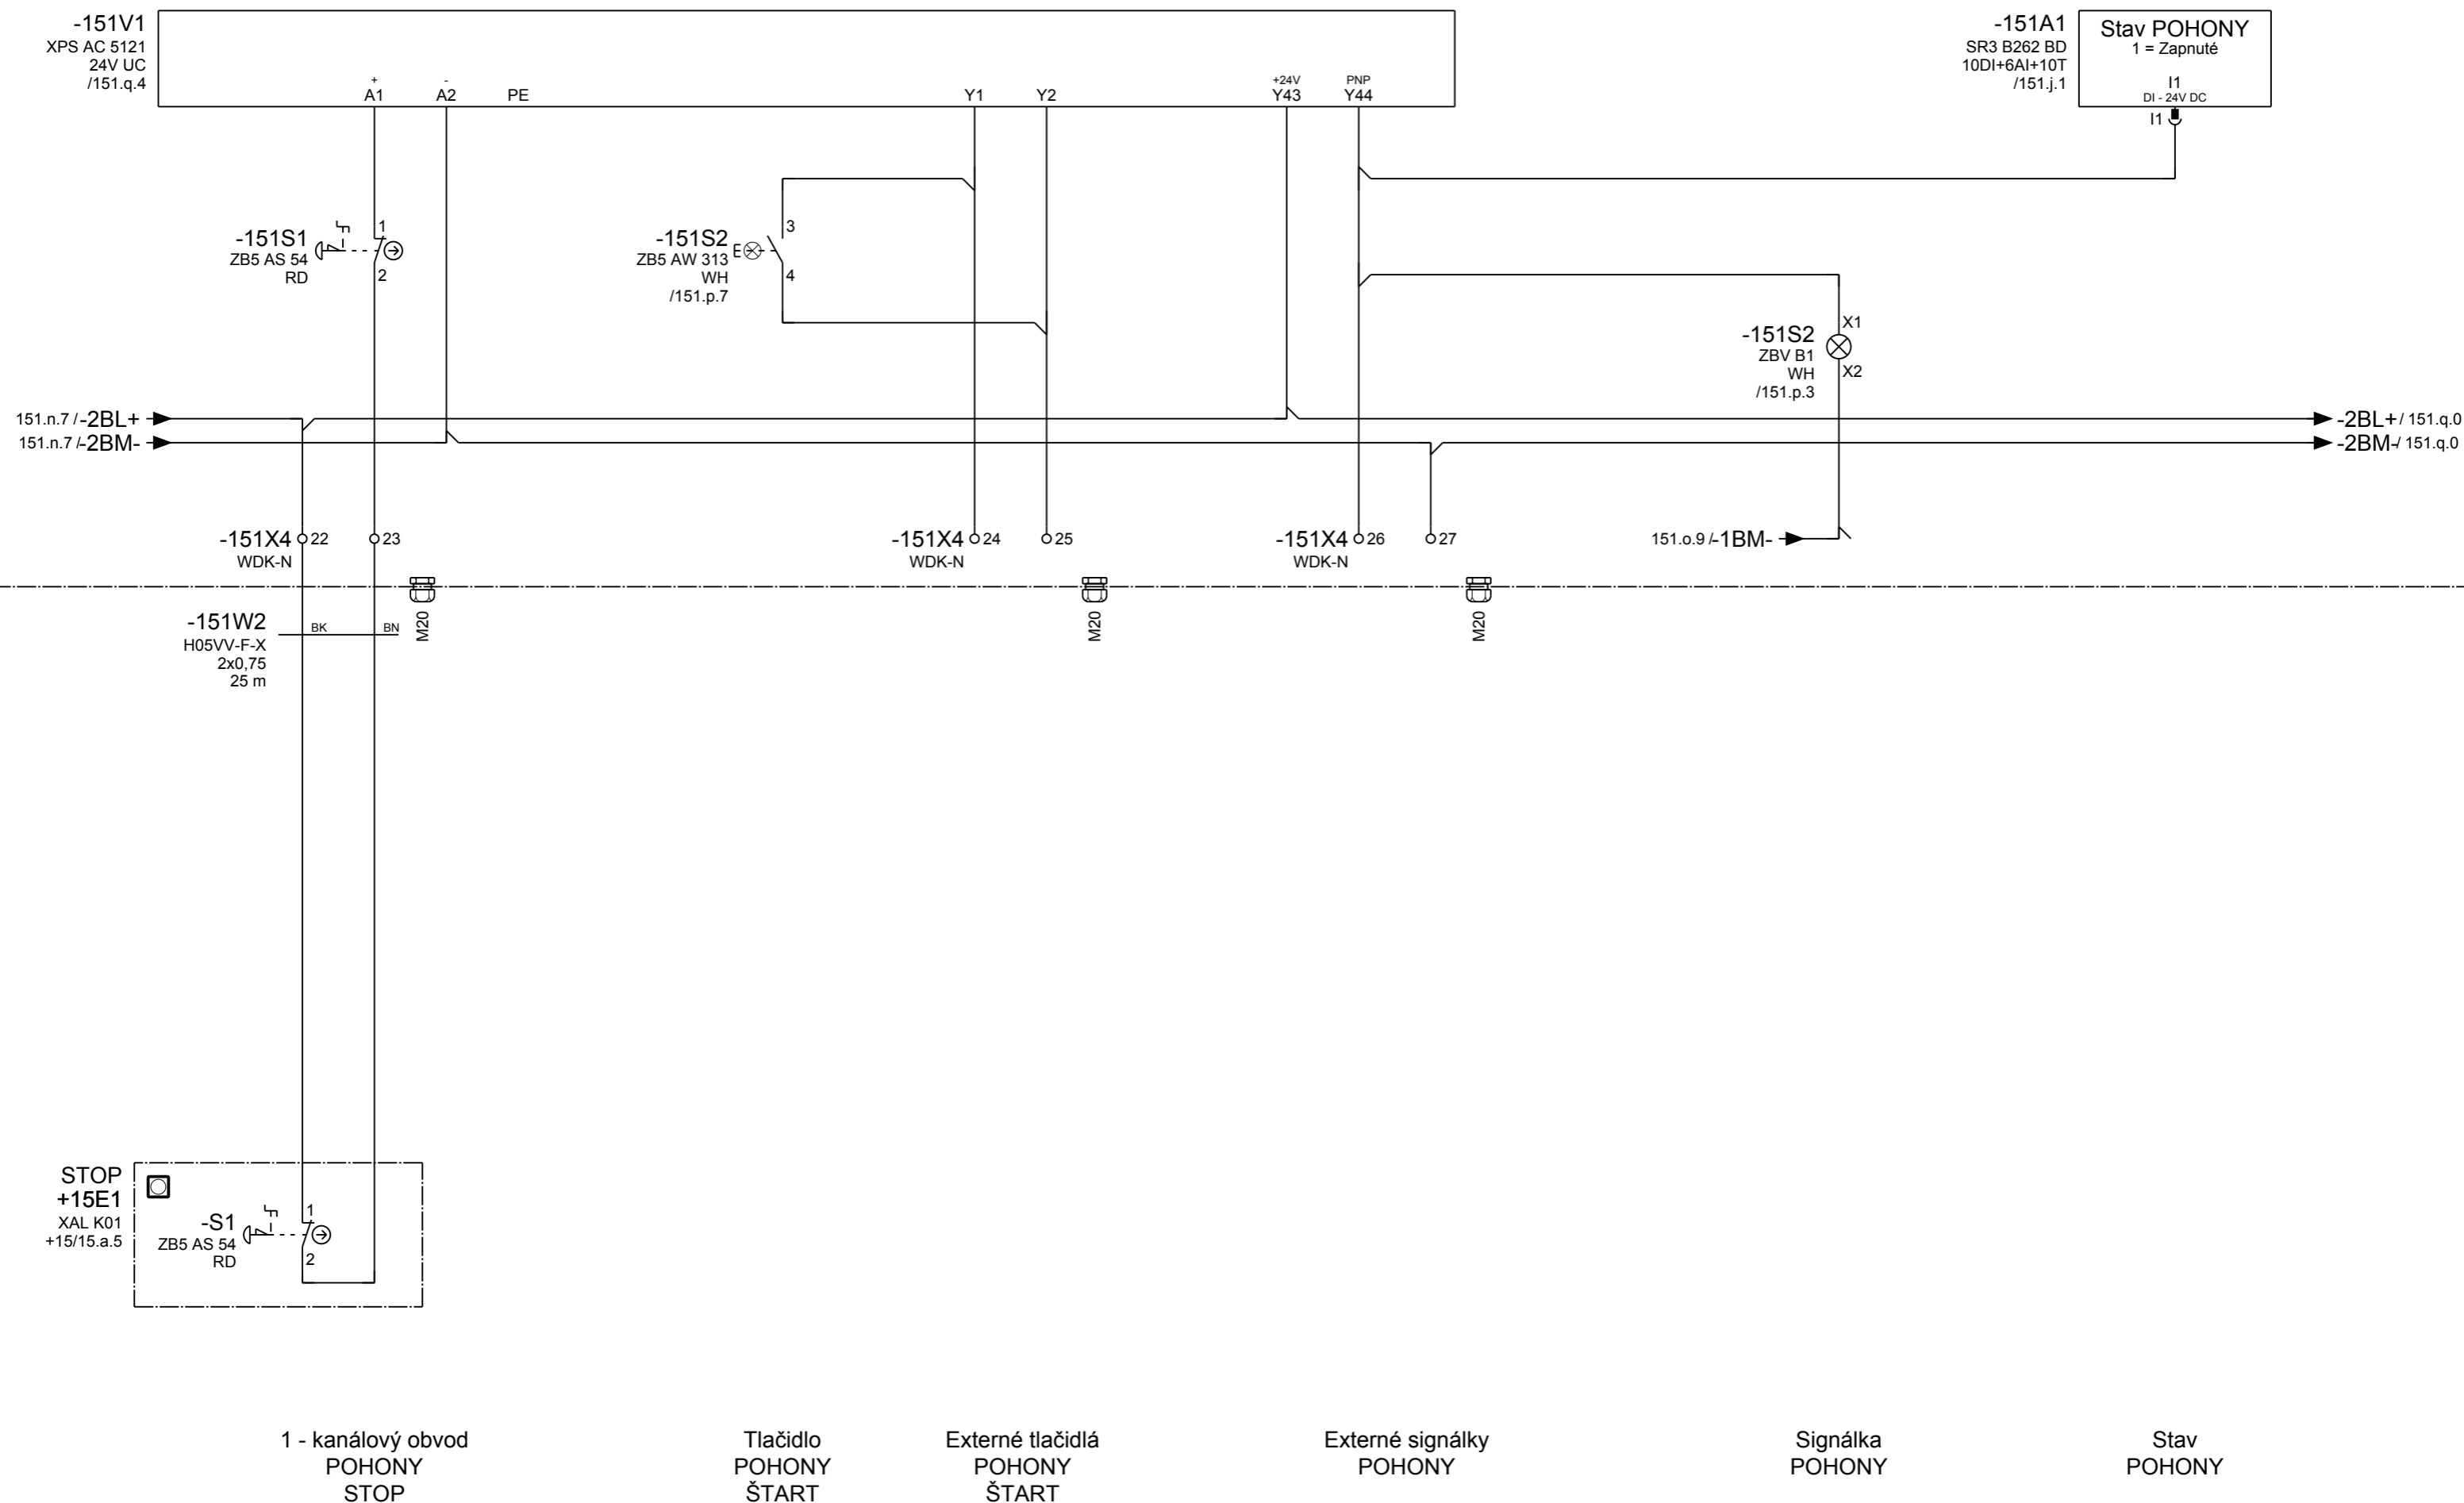 -151V1
XPS AC 5121
24V UC
/151.q.4
+
A1
-
A2
PE
Y1
Y2
+24V
Y43
PNP
Y44
-151A1
SR3 B262 BD
10DI+6AI+10T
/151.j.1
Stav POHONY
1 = Zapnuté
I1
DI - 24V DC
I1
-151S1
ZB5 AS 54
RD
1
2
-151S2
ZB5 AW 313
WH
/151.p.7
E
3
4
-151S2
ZBV B1
WH
/151.p.3
X1
X2
151.n.7 /-2BL+
151.n.7 /-2BM-
-2BL+/ 151.q.0
-2BM-/ 151.q.0
-151X4
WDK-N
22
23
-151X4
WDK-N
24
25
-151X4
WDK-N
26
27
151.o.9 /-1BM-
M20
M20
M20
-151W2
H05VV-F-X
2x0,75
25 m
BK
BN
STOP
+15E1
XAL K01
+15/15.a.5
-S1
ZB5 AS 54
RD
1
2
1 - kanálový obvod
POHONY
STOP
Tlačidlo
POHONY
ŠTART
Externé tlačidlá
POHONY
ŠTART
Externé signálky
POHONY
Signálka
POHONY
Stav
POHONY